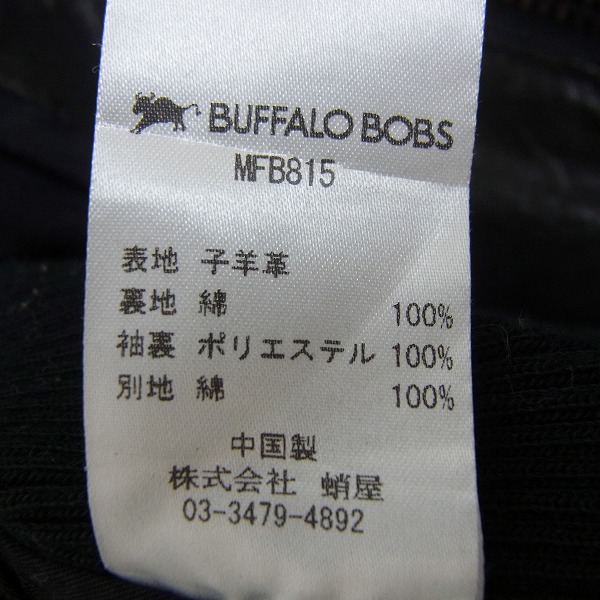 BUFFALO BOBS
MFB815
表地 子羊革
裏地 綿 100%
袖裏 ポリエステル 100%
別地 綿 100%
中国製
株式会社 蛸屋
03-3479-4892